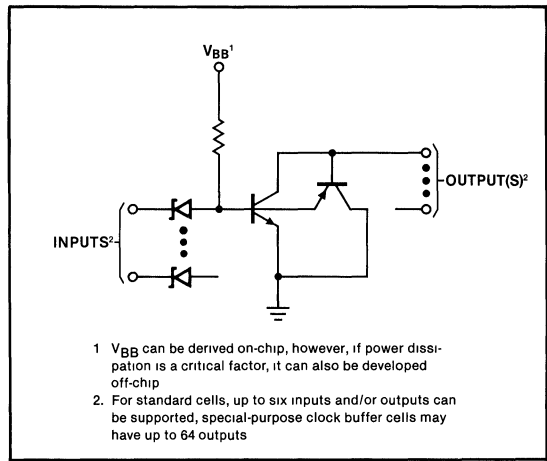 VBB¹
OUTPUT(S)²
INPUTS²
1 VBB can be derived on-chip, however, if power dissi-
pation is a critical factor, it can also be developed
off-chip
2. For standard cells, up to six inputs and/or outputs can
be supported, special-purpose clock buffer cells may
have up to 64 outputs